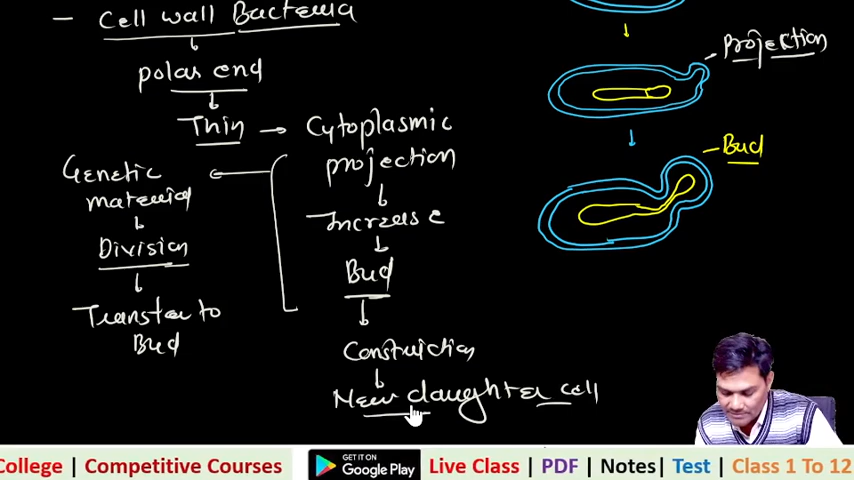 - Cell wall Bacteria
polar end
Thin → Cytoplasmic
projection
Increase
Bud
Constriction
New daughter cell
Genetic
material
Division
Transfer to
Bud
Projection
Bud
College | Competitive Courses
GET IT ON
Google Play
Live Class | PDF | Notes| Test | Class 1 To 12